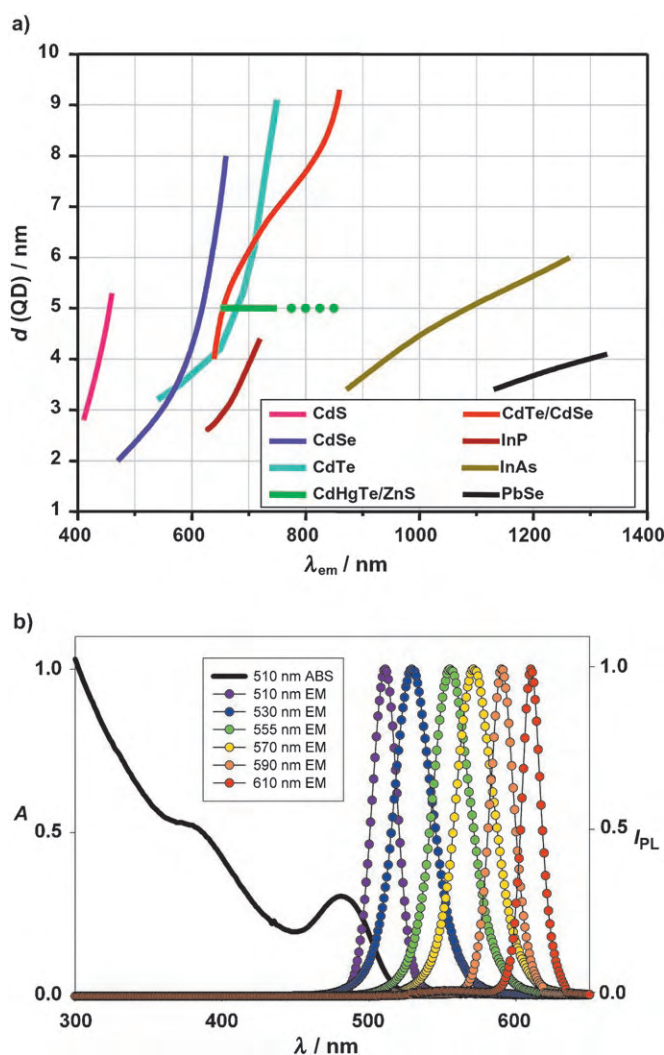 a)
10
9
8
7
6
5
4
3
2
1
d (QD) / nm
CdS
CdSe
CdTe
CdHgTe/ZnS
CdTe/CdSe
InP
InAs
PbSe
400 600 800 1000 1200 1400
λem / nm
b)
1.0
0.5
0.0
A
510 nm ABS
510 nm EM
530 nm EM
555 nm EM
570 nm EM
590 nm EM
610 nm EM
1.0
0.5
0.0
IPL
300 400 500 600
λ / nm